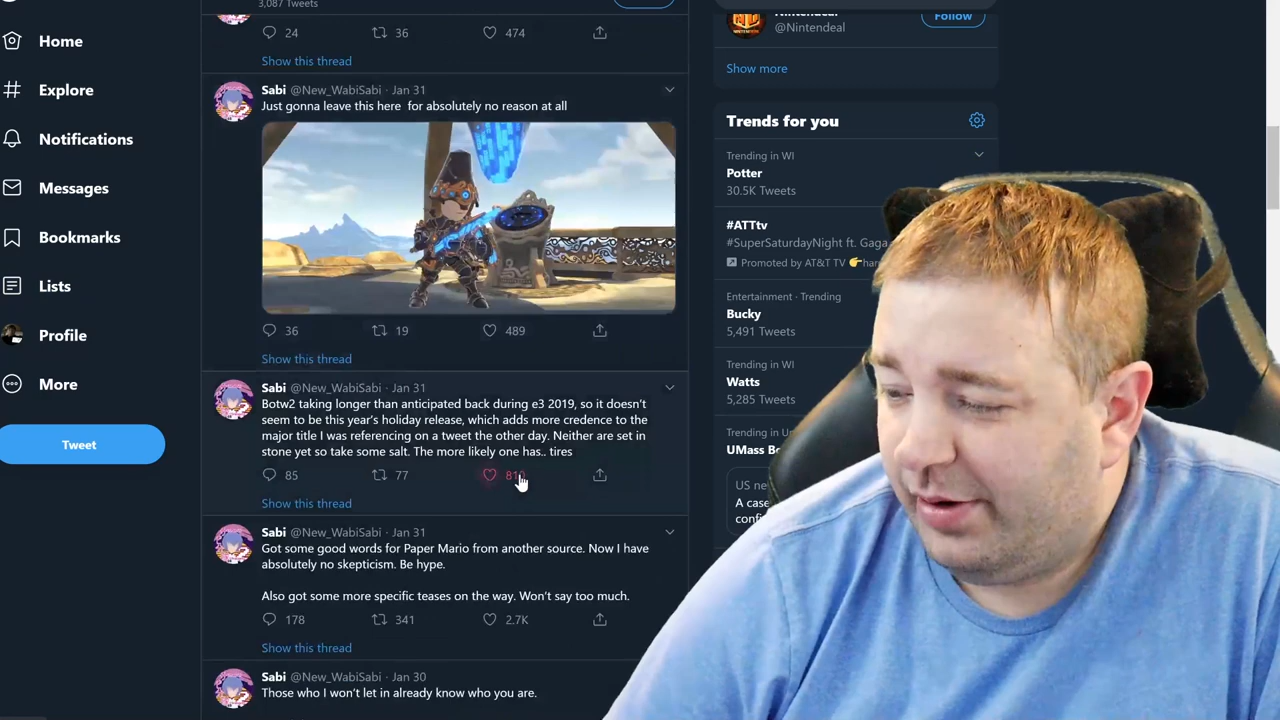 3,087 Tweets
Home
Explore
Notifications
Messages
Bookmarks
Lists
Profile
More
Tweet
24
36
474
Show this thread
Sabi @New_WabiSabi · Jan 31
Just gonna leave this here for absolutely no reason at all
36
19
489
Show this thread
Sabi @New_WabiSabi · Jan 31
Botw2 taking longer than anticipated back during e3 2019, so it doesn't
seem to be this year's holiday release, which adds more credence to the
major title I was referencing on a tweet the other day. Neither are set in
stone yet so take some salt. The more likely one has.. tires
85
77
Show this thread
Sabi @New_WabiSabi · Jan 31
Got some good words for Paper Mario from another source. Now I have
absolutely no skepticism. Be hype.
Also got some more specific teases on the way. Won't say too much.
178
341
2.7K
Show this thread
Sabi @New_WabiSabi · Jan 30
Those who I won't let in already know who you are.
Nintendeal
@Nintendeal
Follow
Show more
Trends for you
Trending in WI
Potter
30.5K Tweets
#ATTtv
#SuperSaturdayNight ft. Gaga
Promoted by AT&T TV
Entertainment · Trending
Bucky
5,491 Tweets
Trending in WI
Watts
5,285 Tweets
Trending in
UMass
US
A case